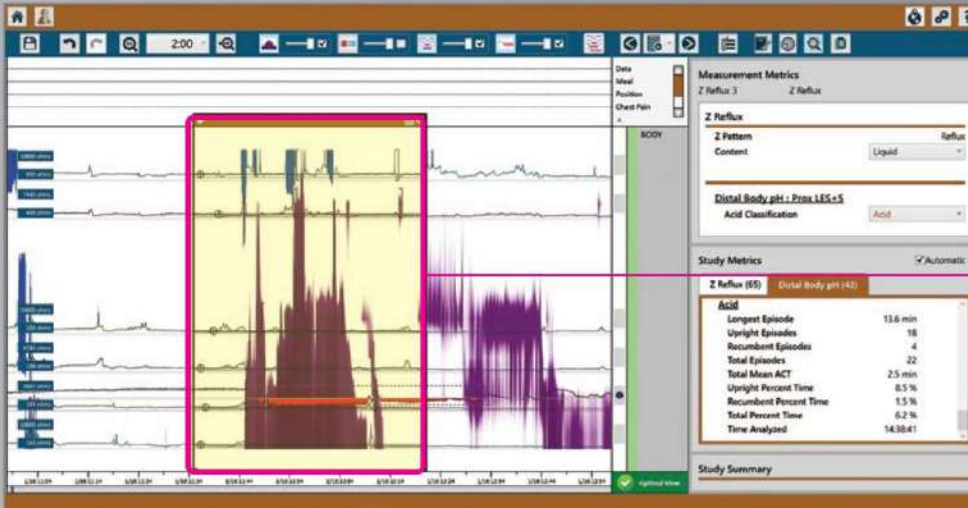 2:00
Data
Meal
Position
Chest Pain
BODY
Measurement Metrics
Z Reflux 3 Z Reflux
Z Reflux
Z Pattern Reflux
Content Liquid
Distal Body pH : Prox LES+5
Acid Classification Acid
Study Metrics Automatic
Z Reflux (65) Distal Body pH (43)
Acid
Longest Episode 13.6 min
Upright Episodes 18
Recumbent Episodes 4
Total Episodes 22
Total Mean ACT 2.5 min
Upright Percent Time 8.5 %
Recumbent Percent Time 1.5 %
Total Percent Time 6.2 %
Time Analyzed 14:38:41
Study Summary
Optimal View